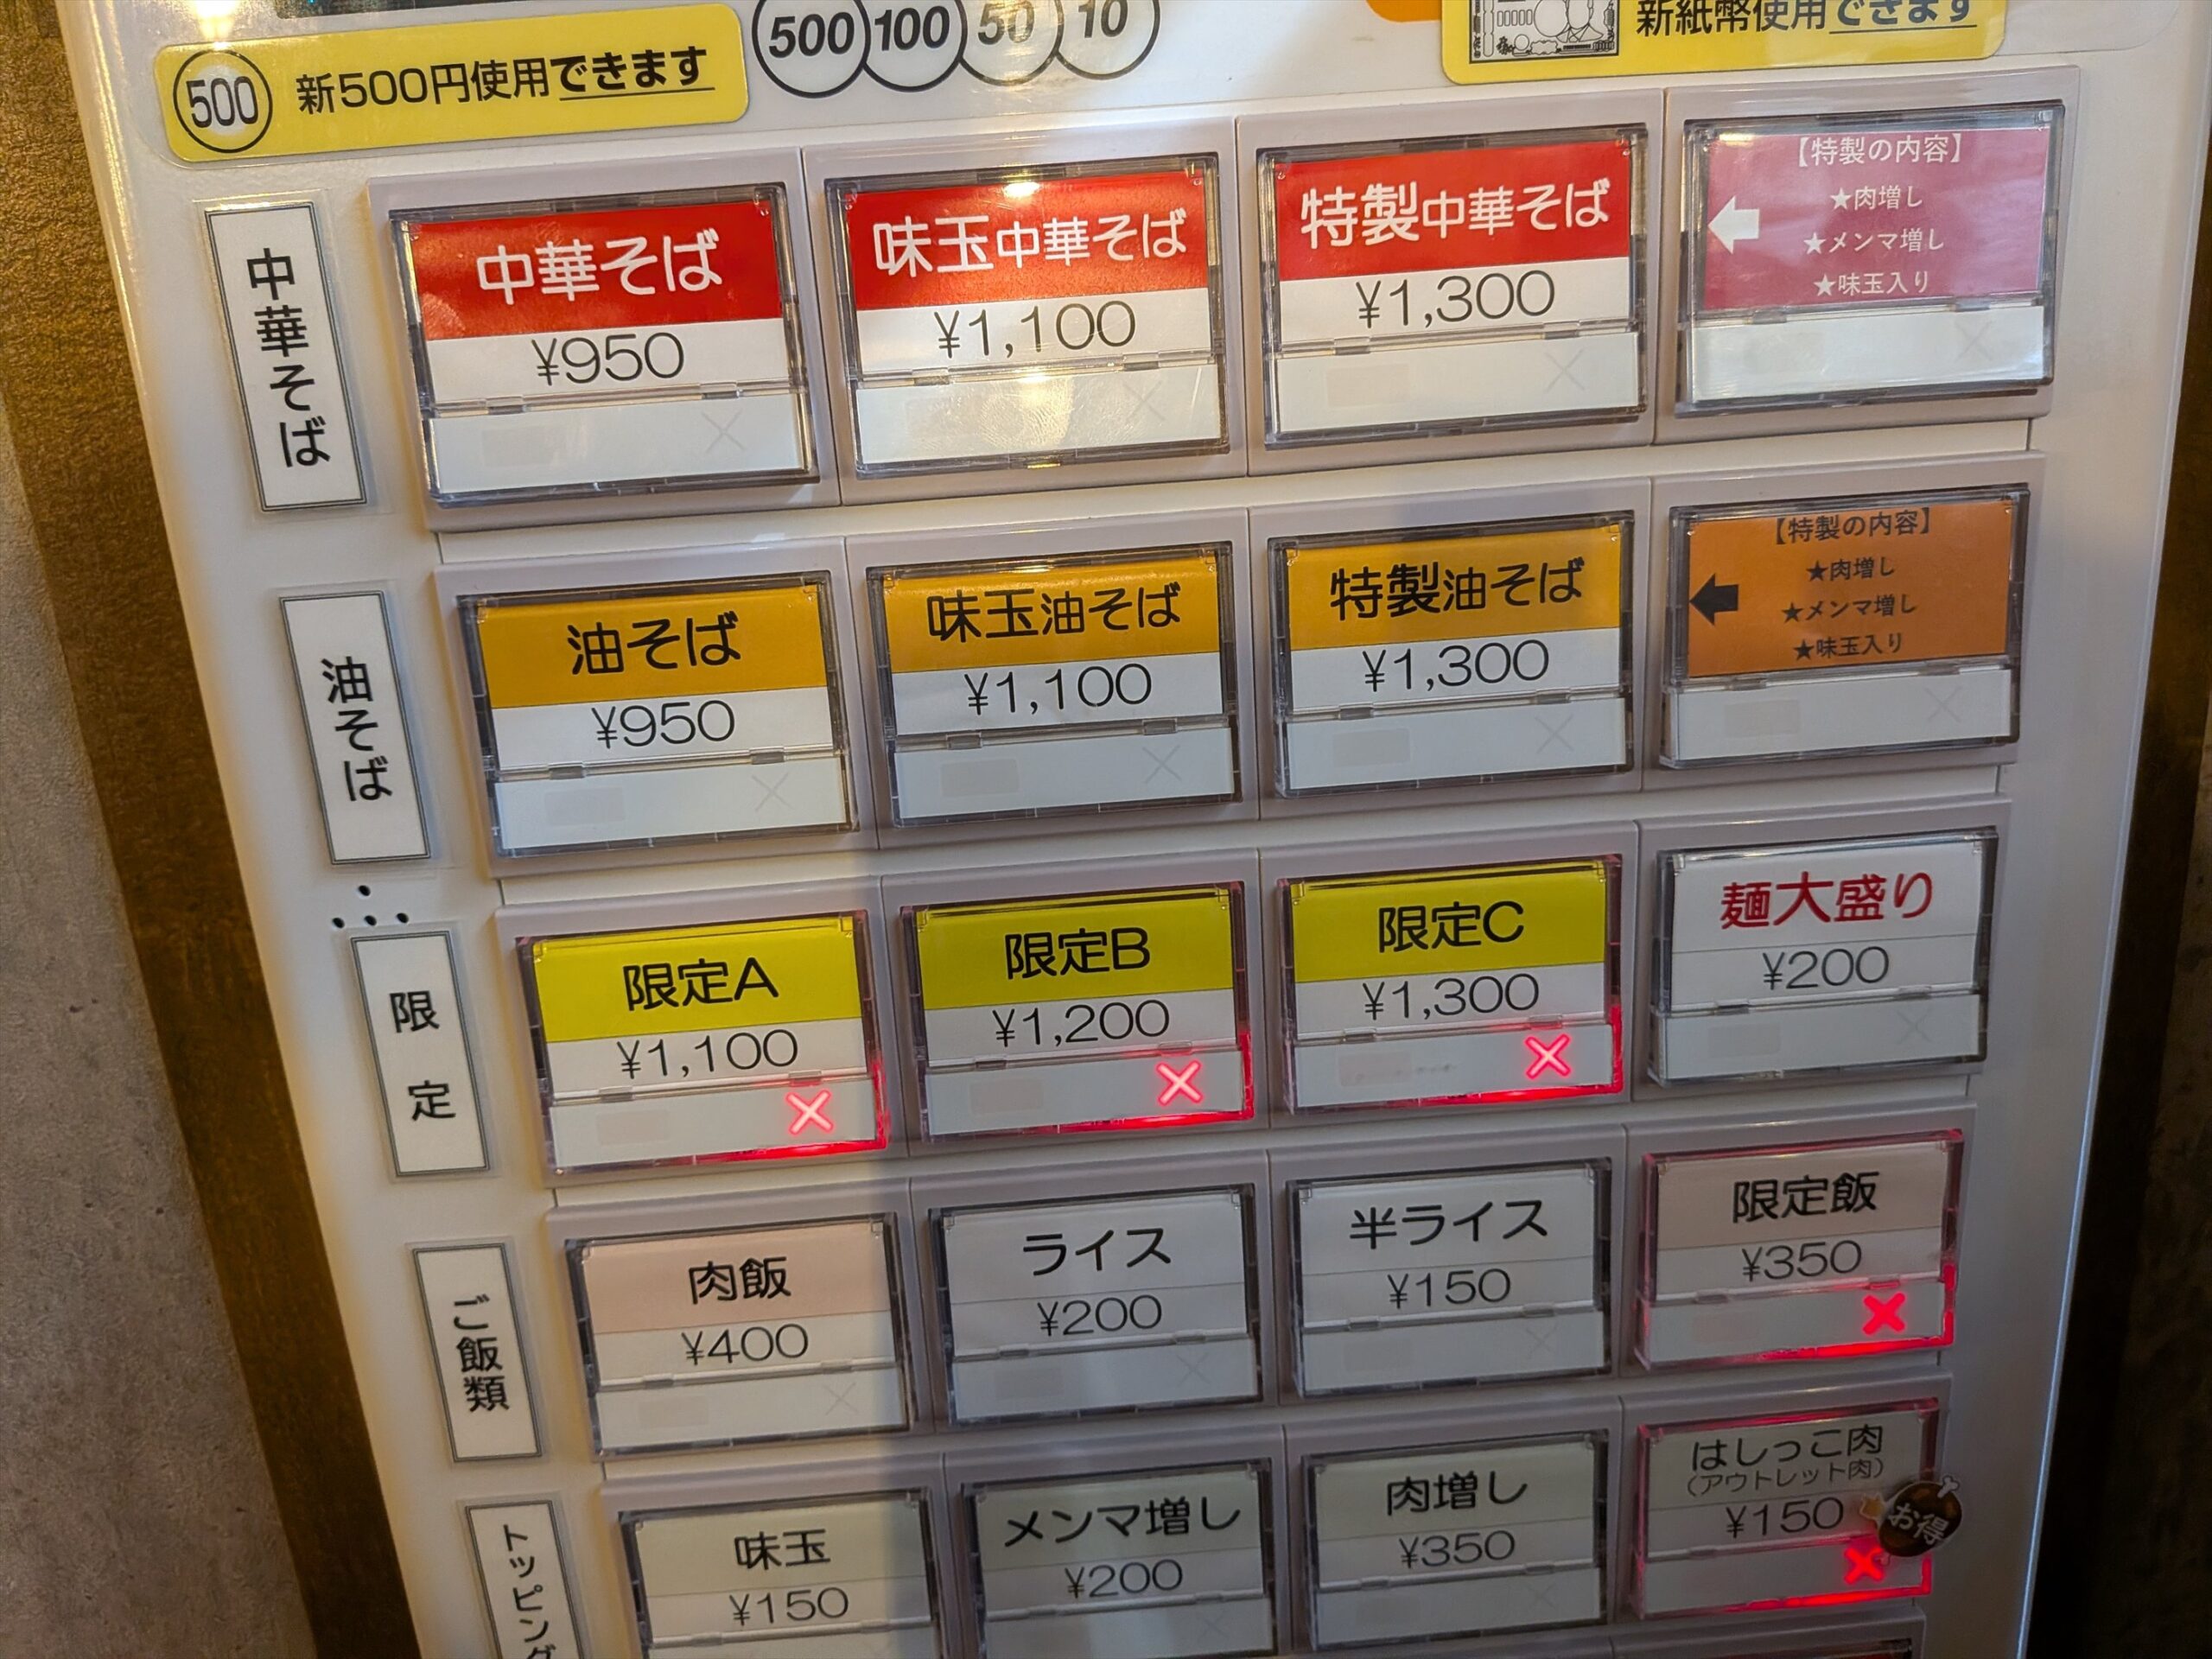 500
新500円使用できます
500 100 50 10
新紙幣使用できます
中華そば
中華そば
¥950
味玉中華そば
¥1,100
特製中華そば
¥1,300
【特製の内容】
★肉増し
★メンマ増し
★味玉入り
油そば
油そば
¥950
味玉油そば
¥1,100
特製油そば
¥1,300
【特製の内容】
★肉増し
★メンマ増し
★味玉入り
限定
限定A
¥1,100
限定B
¥1,200
限定C
¥1,300
麺大盛り
¥200
ご飯類
肉飯
¥400
ライス
¥200
半ライス
¥150
限定飯
¥350
トッピング
味玉
¥150
メンマ増し
¥200
肉増し
¥350
はしっこ肉
(アウトレット肉)
¥150
お得